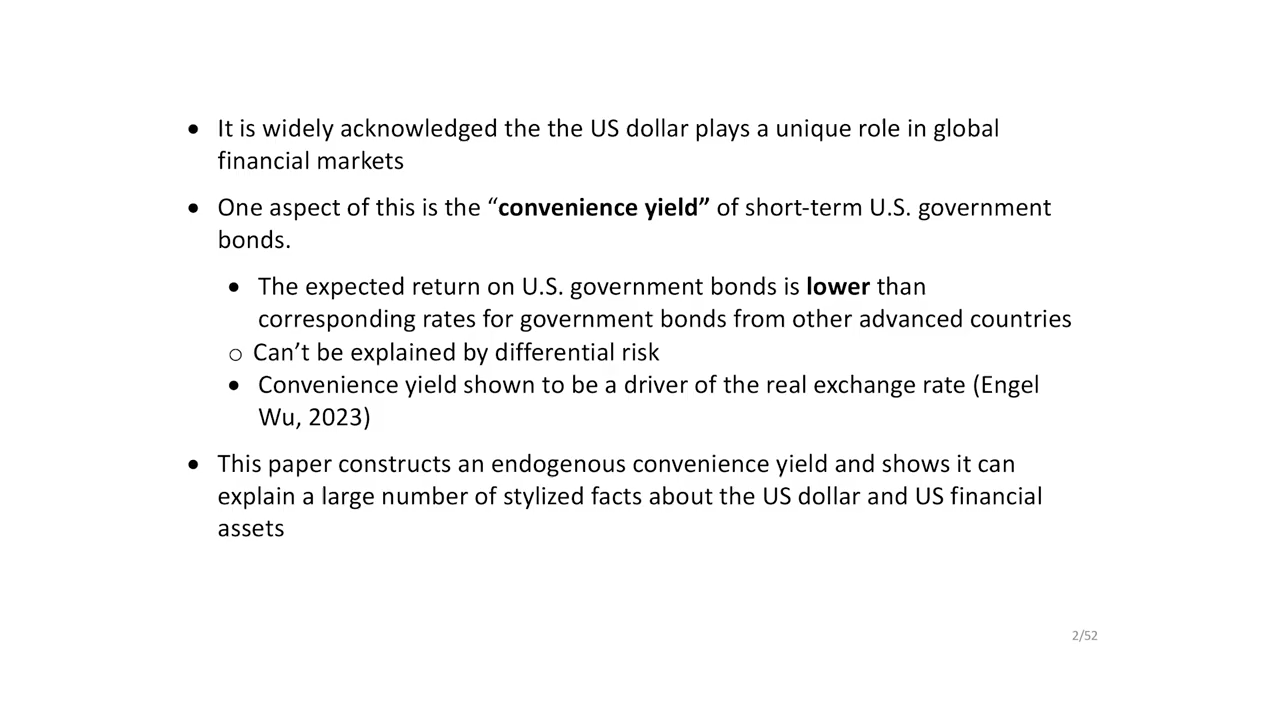 • It is widely acknowledged the the US dollar plays a unique role in global
financial markets
• One aspect of this is the “convenience yield” of short-term U.S. government
bonds.
• The expected return on U.S. government bonds is lower than
corresponding rates for government bonds from other advanced countries
○ Can’t be explained by differential risk
• Convenience yield shown to be a driver of the real exchange rate (Engel
Wu, 2023)
• This paper constructs an endogenous convenience yield and shows it can
explain a large number of stylized facts about the US dollar and US financial
assets
2/52